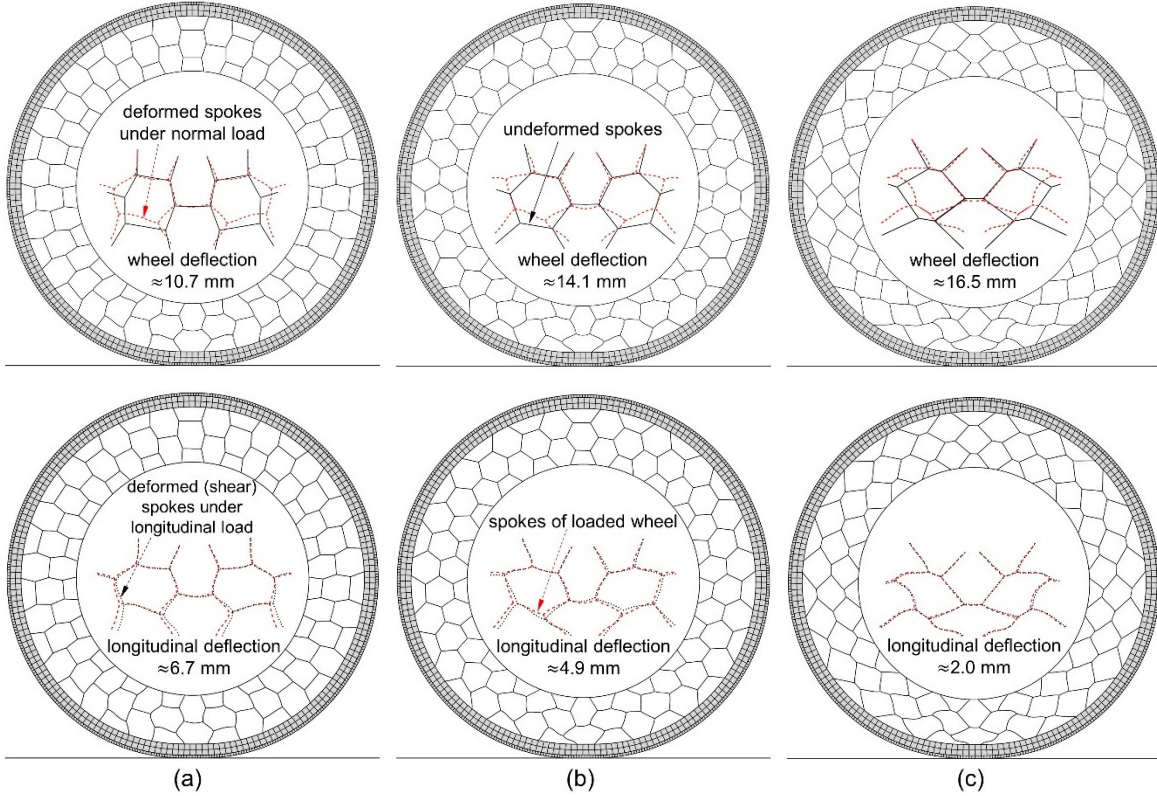 deformed spokes
under normal load
wheel deflection
≈10.7 mm
undeformed spokes
wheel deflection
≈14.1 mm
wheel deflection
≈16.5 mm
deformed (shear)
spokes under
longitudinal load
longitudinal deflection
≈6.7 mm
spokes of loaded wheel
longitudinal deflection
≈4.9 mm
longitudinal deflection
≈2.0 mm
(a)
(b)
(c)